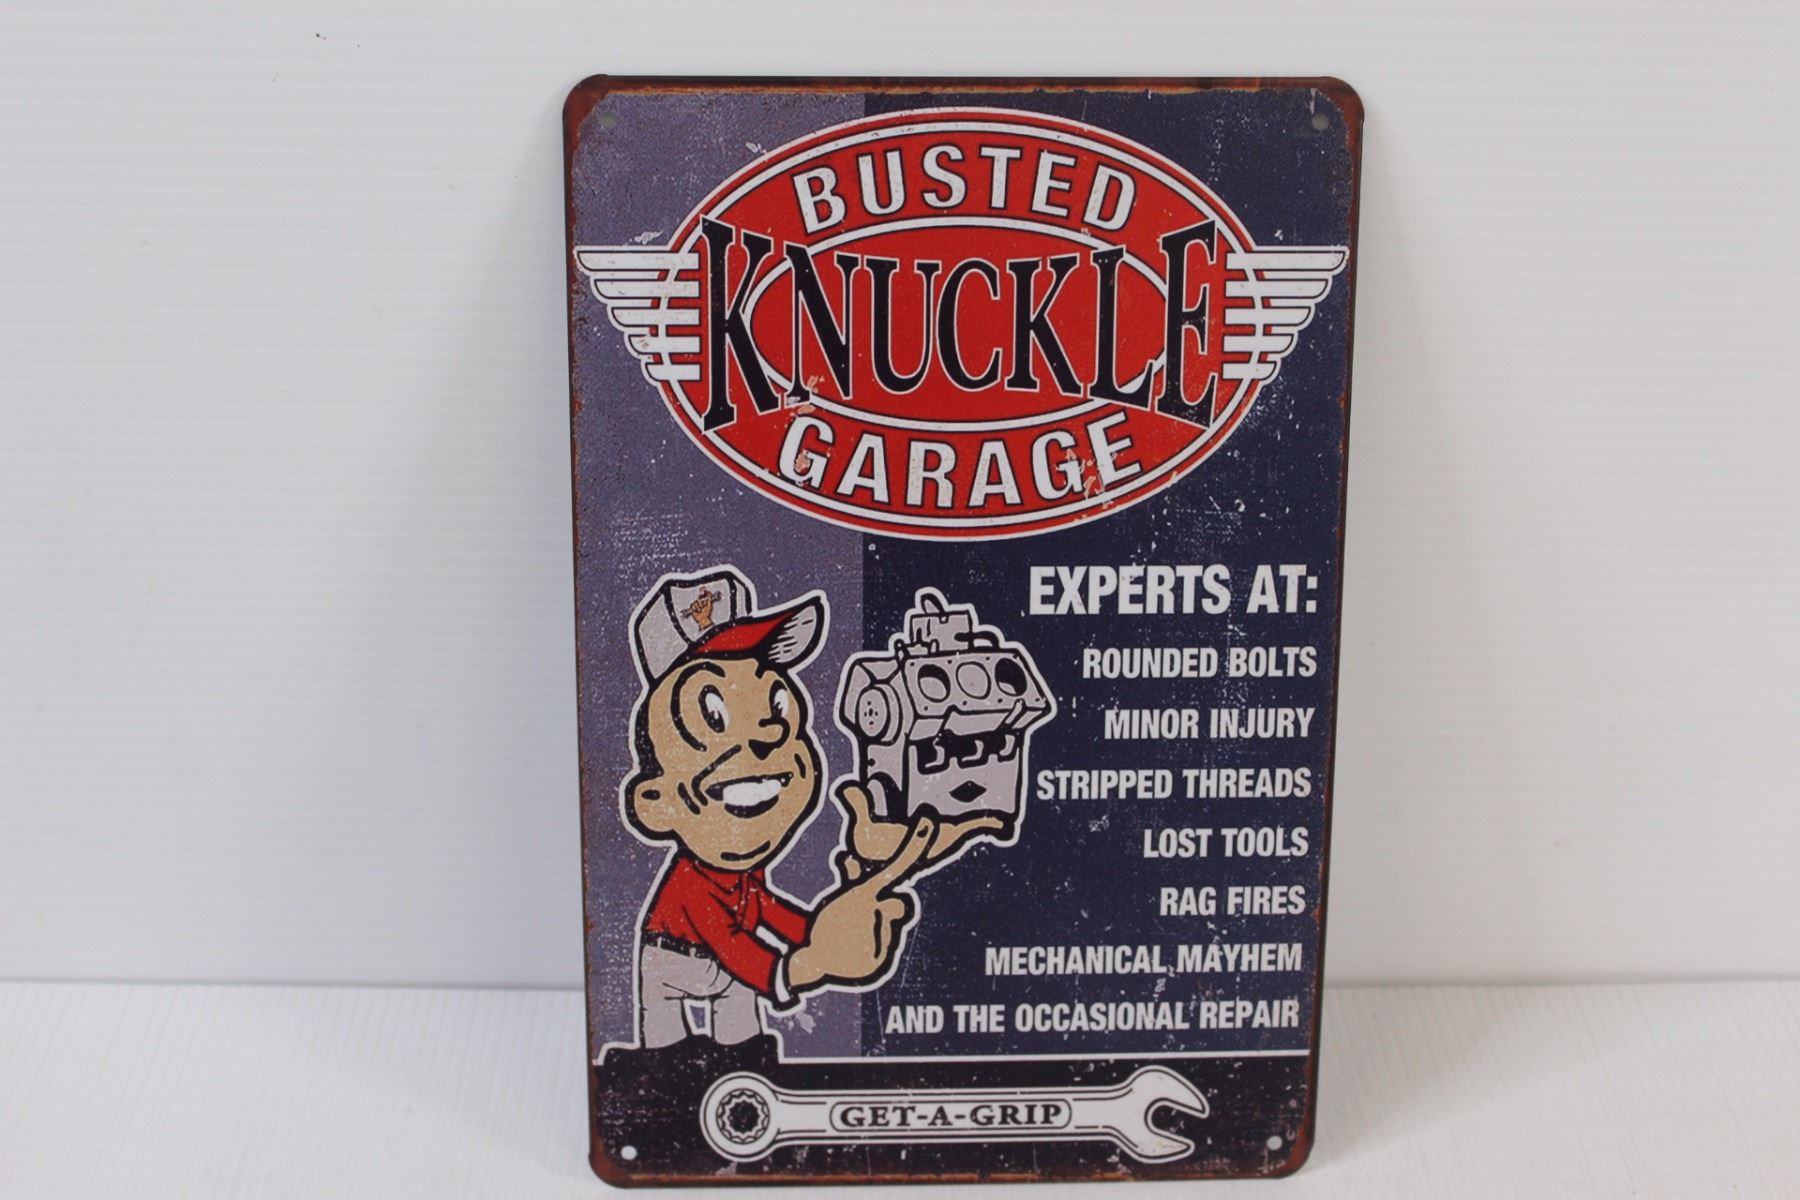 BUSTED
KNUCKLE
GARAGE
EXPERTS AT:
ROUNDED BOLTS
MINOR INJURY
STRIPPED THREADS
LOST TOOLS
RAG FIRES
MECHANICAL MAYHEM
AND THE OCCASIONAL REPAIR
GET-A-GRIP